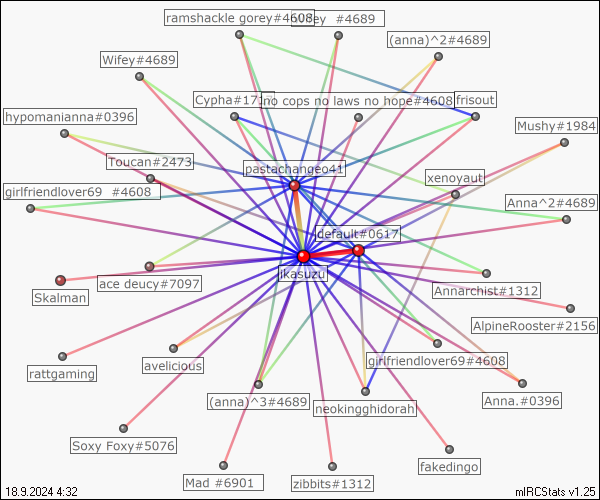 ramshackle gorey#4608
#4689
(anna)^2#4689
Wifey#4689
Cypha#171
no cops no laws no hope#4608
frisout
hypomanianna#0396
Mushy#1984
Toucan#2473
pastachangeo41
xenoyaut
girlfriendlover69 #4608
Anna^2#4689
default#0617
ikasuzu
Skalman
ace deucy#7097
Annarchist#1312
AlpineRooster#2156
rattgaming
avelicious
girlfriendlover69#4608
(anna)^3#4689
neokingghidorah
Anna.#0396
Soxy Foxy#5076
fakedingo
Mad #6901
zibbits#1312
18.9.2024 4:32
mIRCStats v1.25